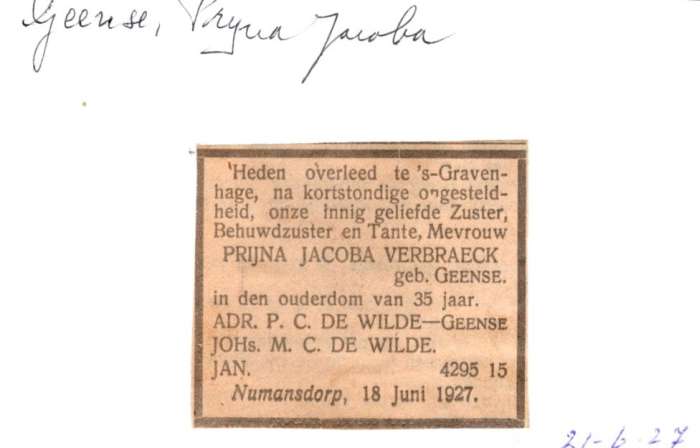 Geense, Pryna Jacoba
'Heden overleed te 's-Graven-
hage, na kortstondige ongesteld-
heid, onze innig geliefde Zuster,
Behuwdzuster en Tante, Mevrouw
PRIJNA JACOBA VERBRAECK
geb. GEENSE.
in den ouderdom van 35 jaar.
ADR. P. C. DE WILDE—GEENSE
JOHs. M. C. DE WILDE.
JAN. 4295 15
Numansdorp, 18 Juni 1927.
21-6-27